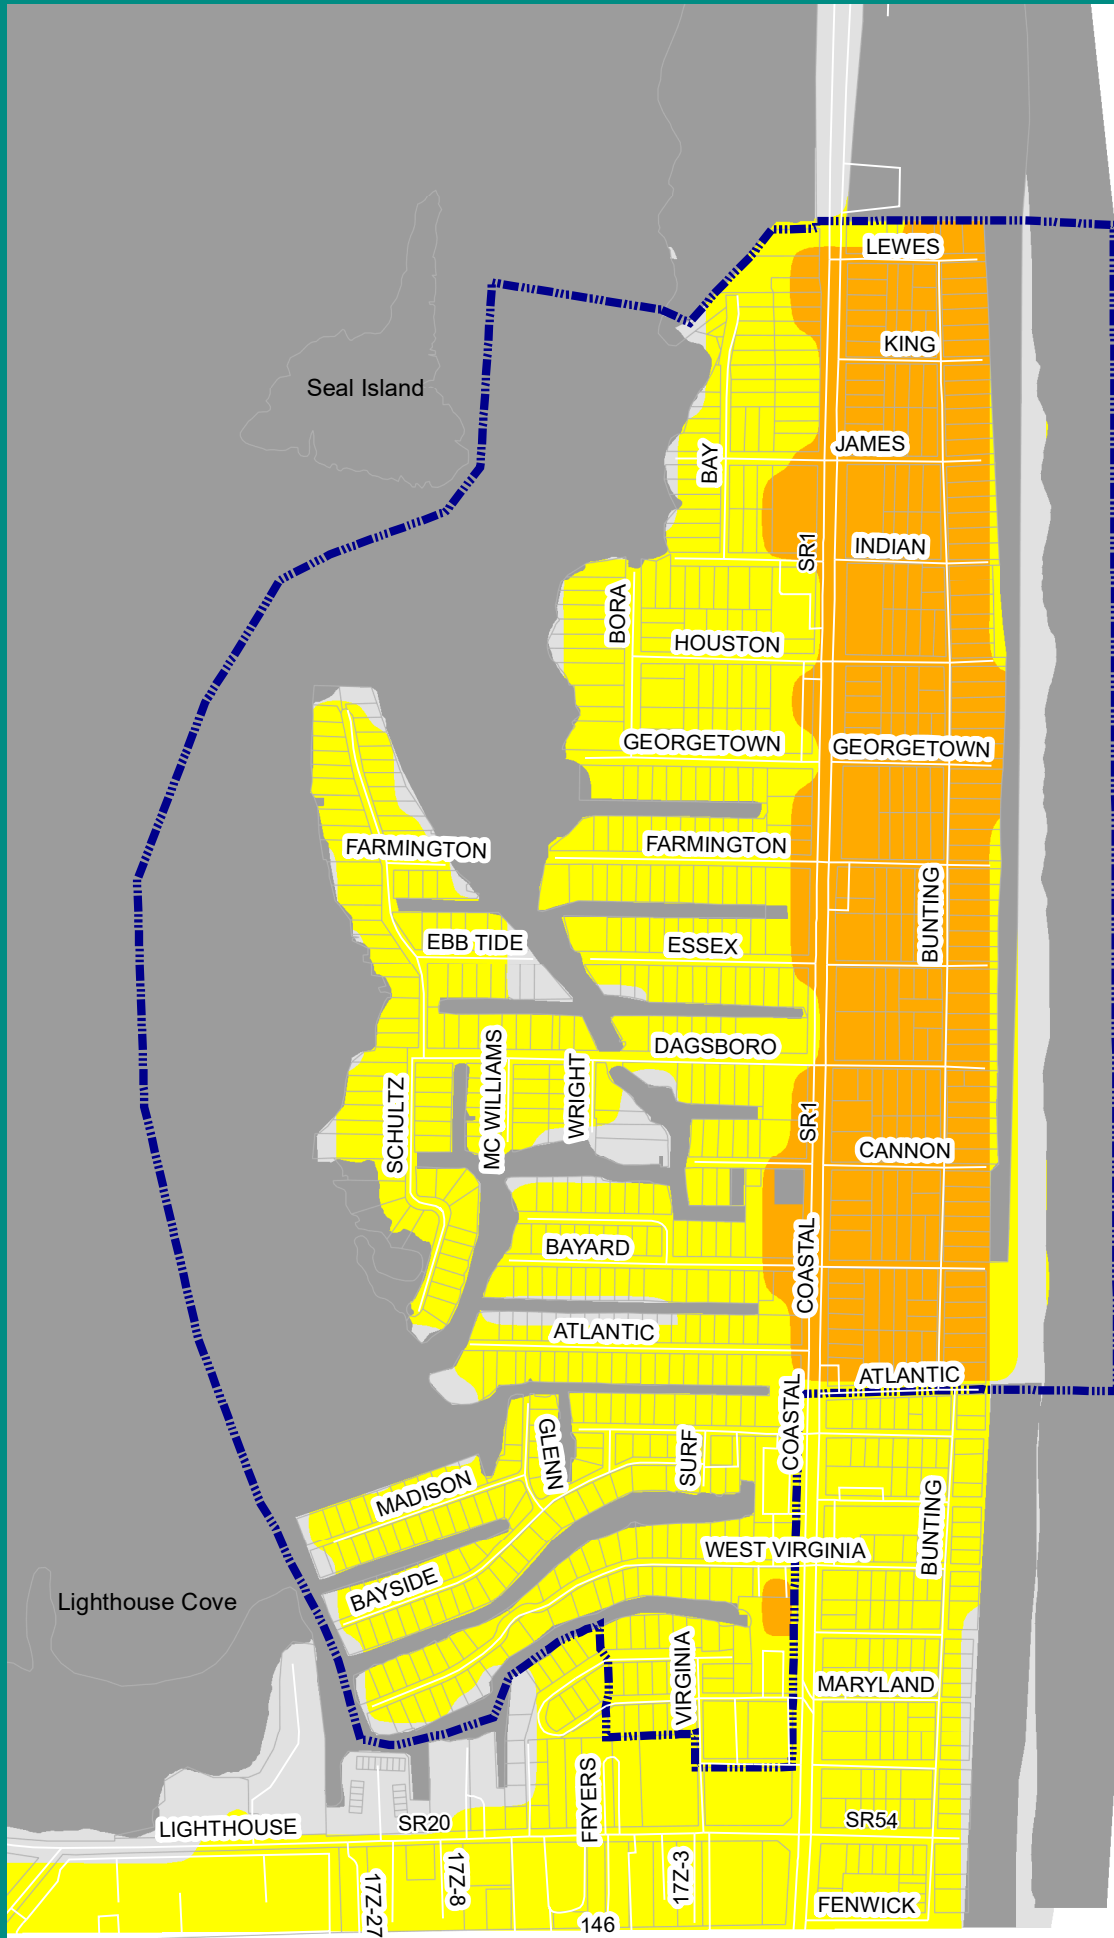 LEWES
KING
Seal Island
JAMES
BAY
INDIAN
SR1
BORA
HOUSTON
GEORGETOWN
GEORGETOWN
FARMINGTON
FARMINGTON
BUNTING
EBB TIDE
ESSEX
DAGSBORO
MC WILLIAMS
WRIGHT
SCHULTZ
SR1
CANNON
BAYARD
COASTAL
ATLANTIC
ATLANTIC
COASTAL
GLENN
SURF
MADISON
BUNTING
WEST VIRGINIA
BAYSIDE
Lighthouse Cove
VIRGINIA
MARYLAND
FRYERS
LIGHTHOUSE
SR20
SR54
17Z-27
17Z-8
17Z-3
FENWICK
146